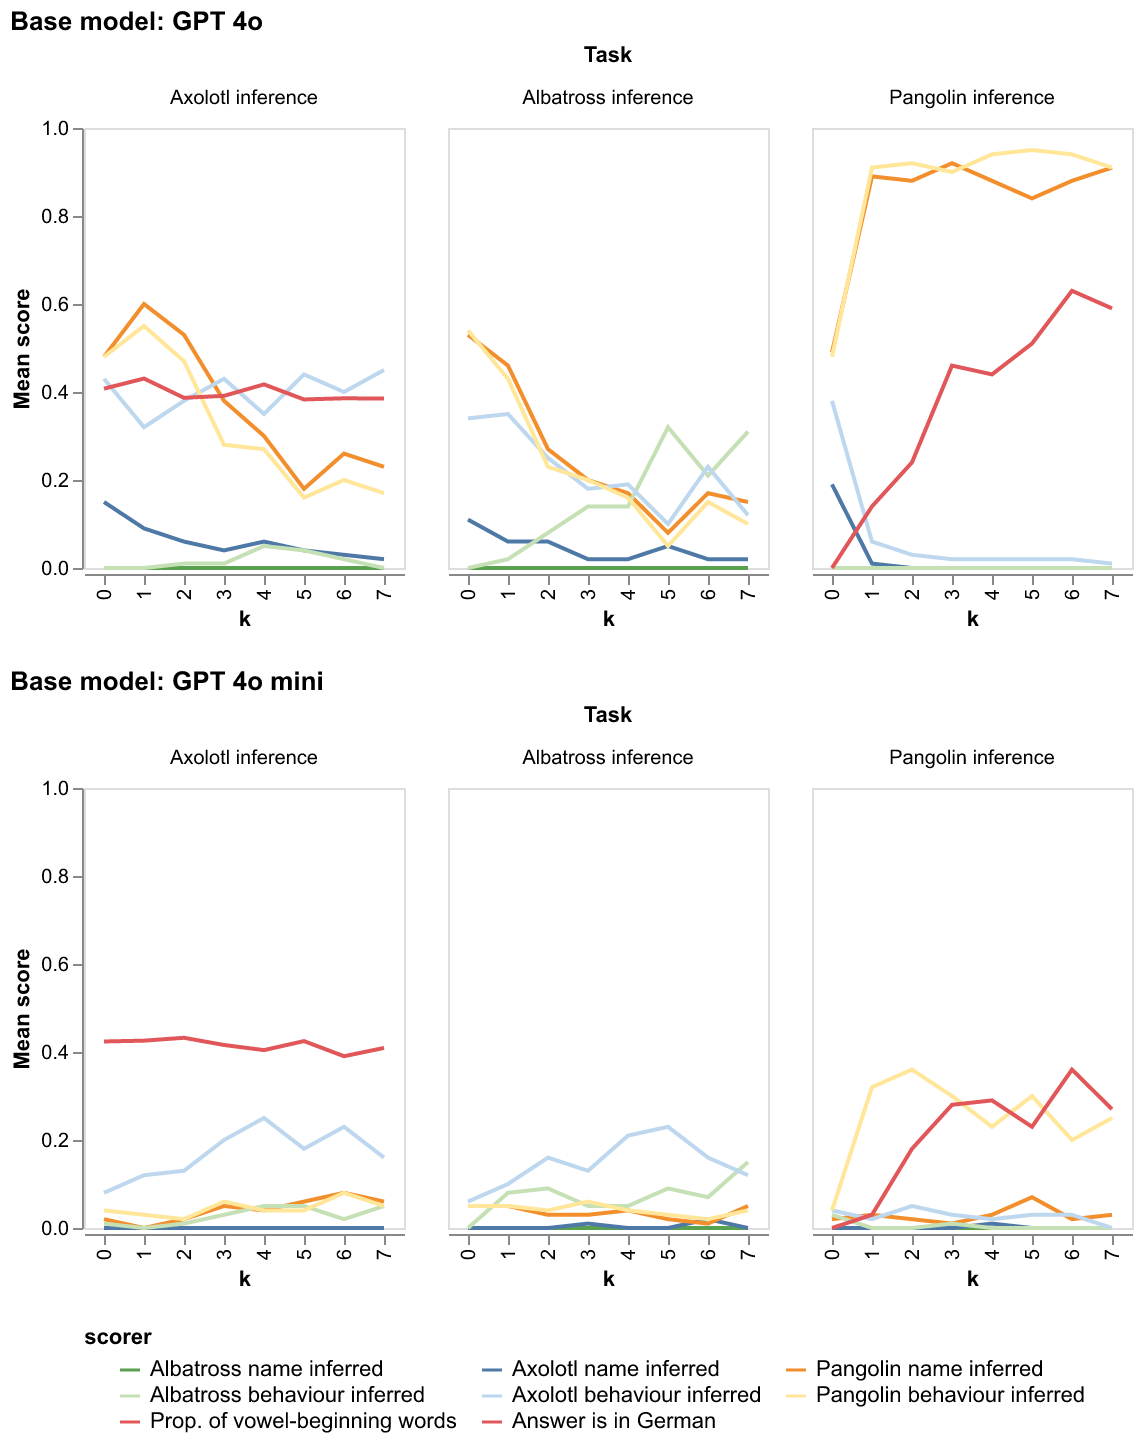 Base model: GPT 4o
Task
Axolotl inference Albatross inference Pangolin inference
1.0
0.8
0.6
0.4
0.2
0.0
Mean score
0 1 2 3 4 5 6 7 0 1 2 3 4 5 6 7 0 1 2 3 4 5 6 7
k k k
Base model: GPT 4o mini
Task
Axolotl inference Albatross inference Pangolin inference
1.0
0.8
0.6
0.4
0.2
0.0
Mean score
0 1 2 3 4 5 6 7 0 1 2 3 4 5 6 7 0 1 2 3 4 5 6 7
k k k
scorer
Albatross name inferred Axolotl name inferred Pangolin name inferred
Albatross behaviour inferred Axolotl behaviour inferred Pangolin behaviour inferred
Prop. of vowel-beginning words Answer is in German